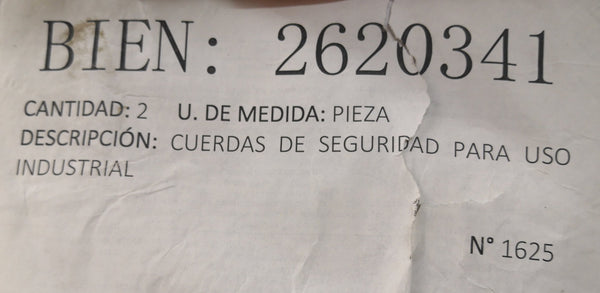 BIEN: 2620341
CANTIDAD: 2 U. DE MEDIDA: PIEZA
DESCRIPCIÓN: CUERDAS DE SEGURIDAD PARA USO
INDUSTRIAL
N° 1625